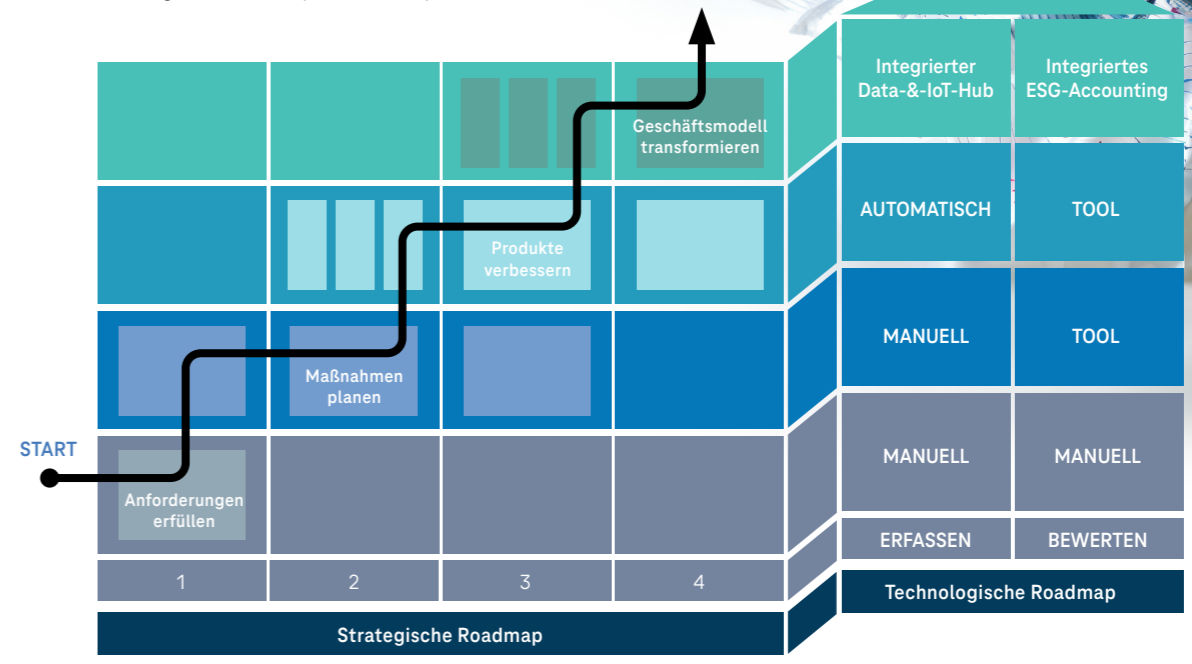 Integrierter
Data-&-IoT-Hub
Integriertes
ESG-Accounting
Geschäftsmodell
transformieren
AUTOMATISCH
TOOL
Produkte
verbessern
MANUELL
TOOL
Maßnahmen
planen
START
MANUELL
MANUELL
Anforderungen
erfüllen
ERFASSEN
BEWERTEN
1
2
3
4
Technologische Roadmap
Strategische Roadmap